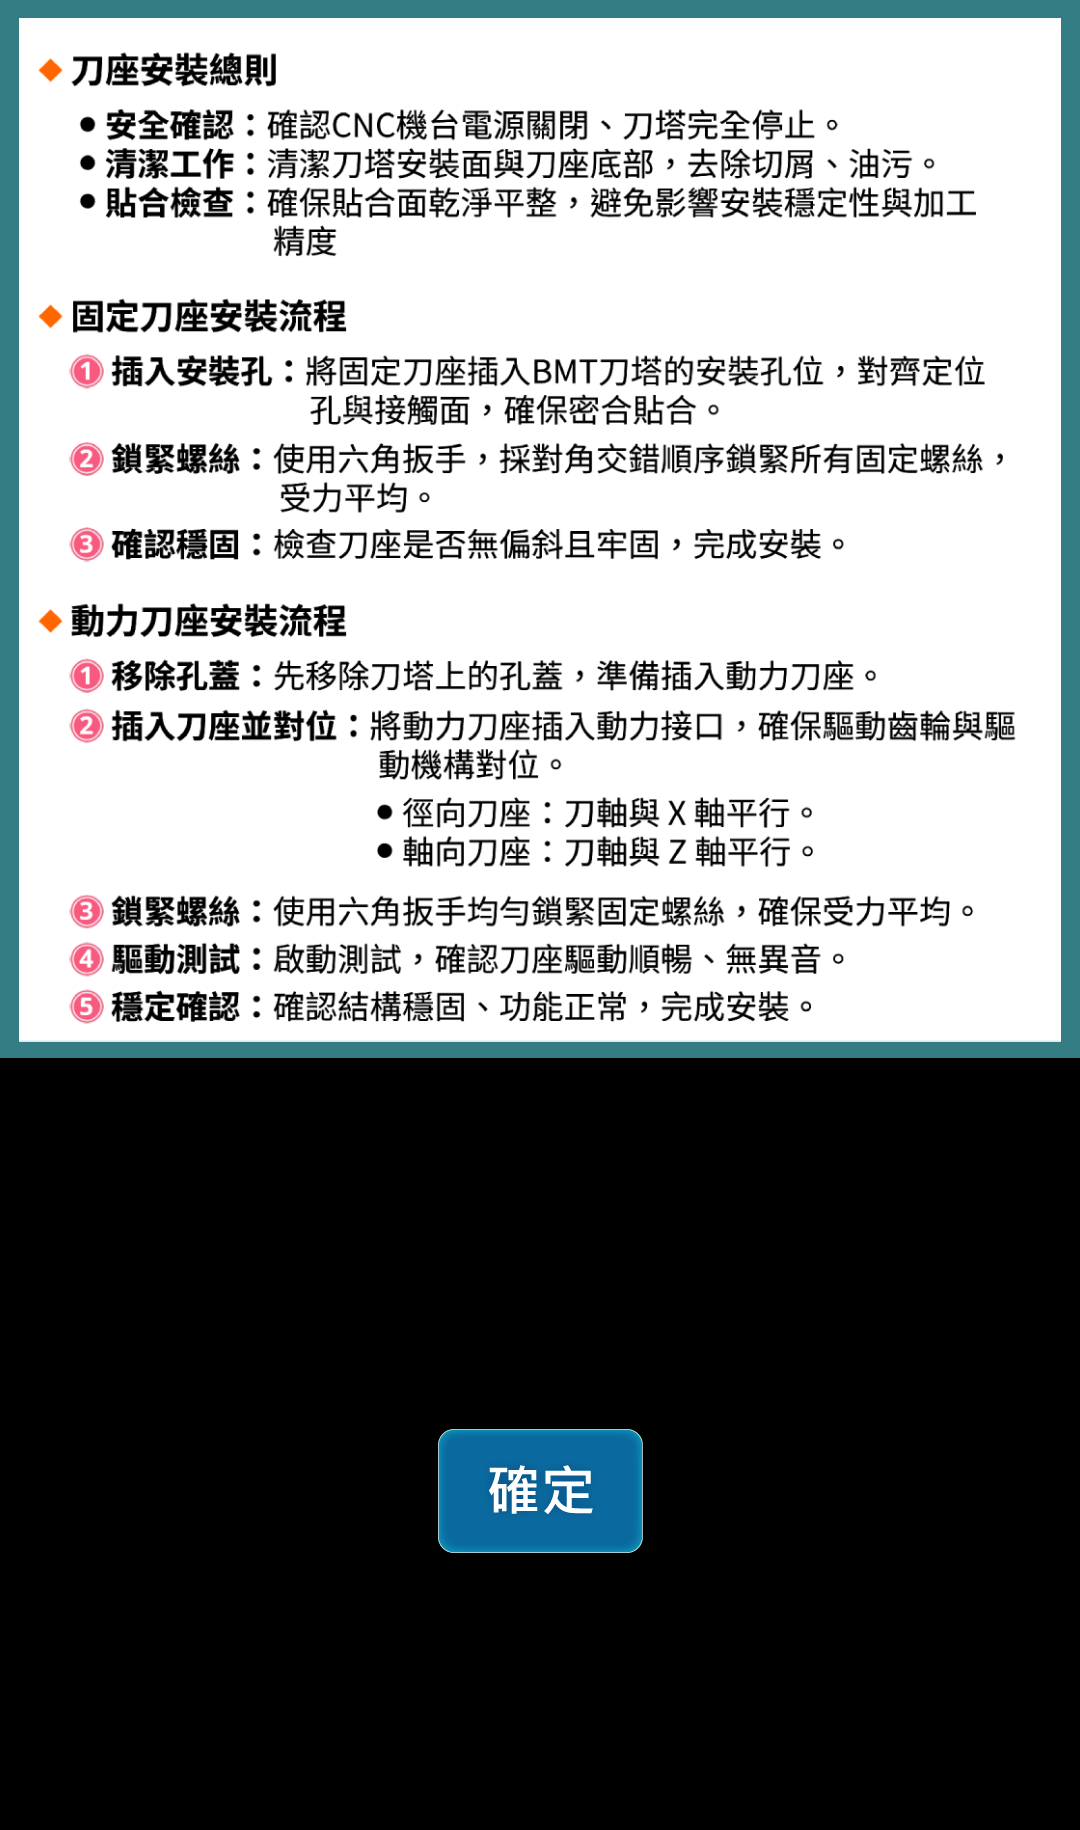 ◆ 刀座安裝總則
● 安全確認：確認CNC機台電源關閉、刀塔完全停止。
● 清潔工作：清潔刀塔安裝面與刀座底部，去除切屑、油污。
● 貼合檢查：確保貼合面乾淨平整，避免影響安裝穩定性與加工
精度
◆ 固定刀座安裝流程
1 插入安裝孔：將固定刀座插入BMT刀塔的安裝孔位，對齊定位
孔與接觸面，確保密合貼合。
2 鎖緊螺絲：使用六角扳手，採對角交錯順序鎖緊所有固定螺絲，
受力平均。
3 確認穩固：檢查刀座是否無偏斜且牢固，完成安裝。
◆ 動力刀座安裝流程
1 移除孔蓋：先移除刀塔上的孔蓋，準備插入動力刀座。
2 插入刀座並對位：將動力刀座插入動力接口，確保驅動齒輪與驅
動機構對位。
● 徑向刀座：刀軸與 X 軸平行。
● 軸向刀座：刀軸與 Z 軸平行。
3 鎖緊螺絲：使用六角扳手均勻鎖緊固定螺絲，確保受力平均。
4 驅動測試：啟動測試，確認刀座驅動順暢、無異音。
5 穩定確認：確認結構穩固、功能正常，完成安裝。
確定